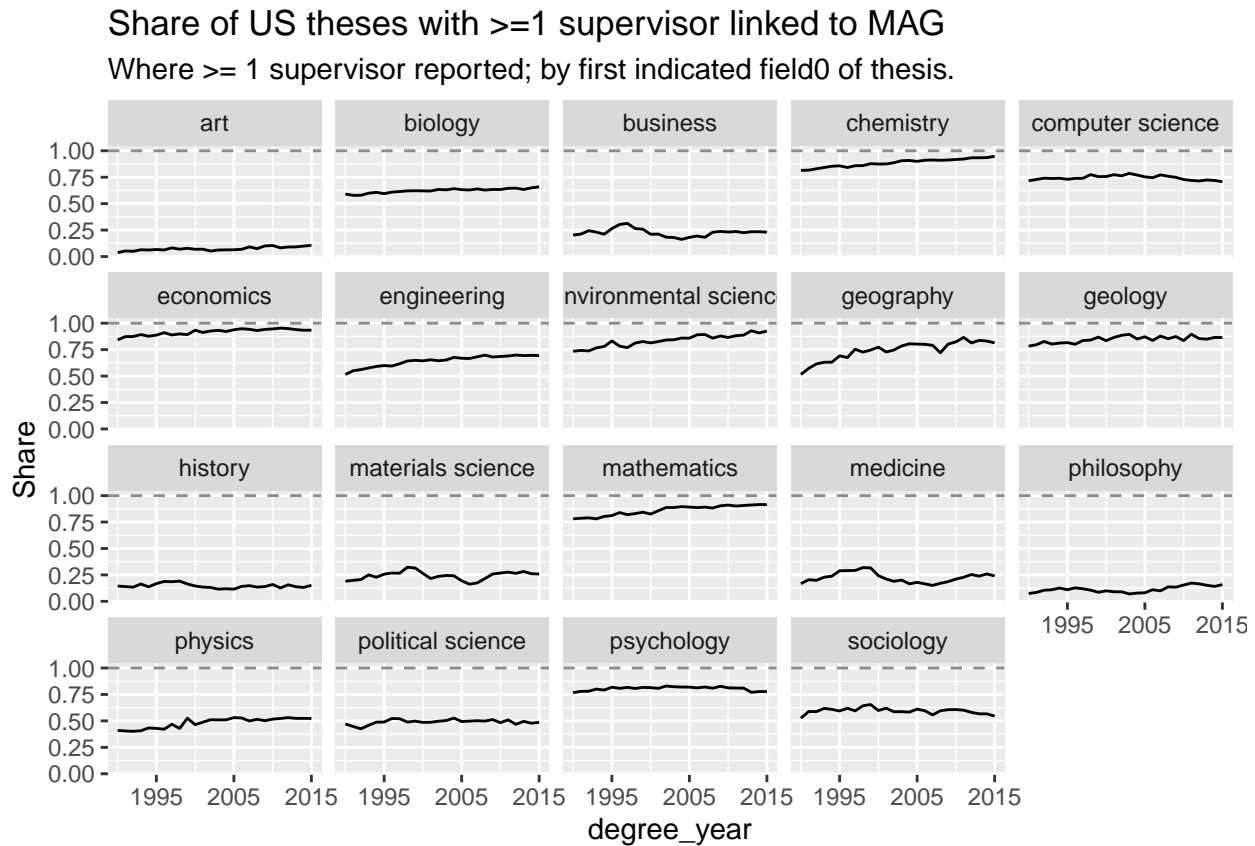 Share of US theses with >=1 supervisor linked to MAG
Where >= 1 supervisor reported; by first indicated field0 of thesis.
art biology business chemistry computer science
1.00
0.75
0.50
0.25
0.00
economics engineering nvironmental scienc geography geology
1.00
0.75
0.50
0.25
0.00
history materials science mathematics medicine philosophy
1.00
0.75
0.50
0.25
0.00
1995 2005 2015
physics political science psychology sociology
1.00
0.75
0.50
0.25
0.00
1995 2005 2015 1995 2005 2015 1995 2005 2015 1995 2005 2015
Share
degree_year